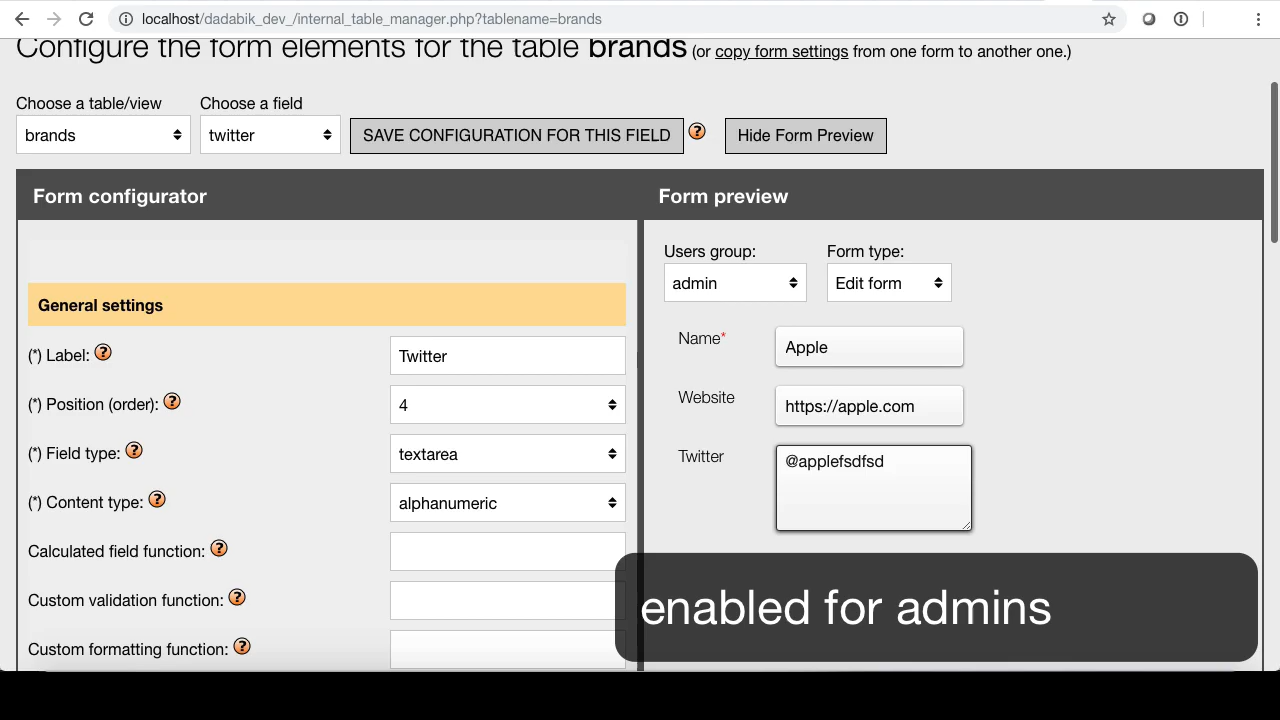 localhost/dadabik_dev_/internal_table_manager.php?tablename=brands
Configure the form elements for the table brands (or copy form settings from one form to another one.)
Choose a table/view Choose a field
brands twitter SAVE CONFIGURATION FOR THIS FIELD ? Hide Form Preview
Form configurator
General settings
(*) Label: ? Twitter
(*) Position (order): ? 4
(*) Field type: ? textarea
(*) Content type: ? alphanumeric
Calculated field function: ?
Custom validation function: ?
Custom formatting function: ?
Form preview
Users group: Form type:
admin Edit form
Name* Apple
Website https://apple.com
Twitter @applefsdfsd
enabled for admins